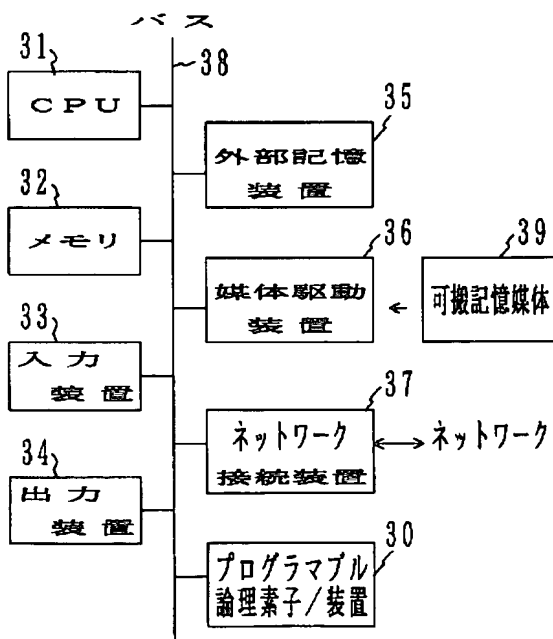 バス
38
31
CPU
32
メモリ
33
入力
装置
34
出力
装置
35
外部記憶
装置
36
媒体駆動
装置
39
可搬記憶媒体
37
ネットワーク
接続装置
ネットワーク
30
プログラマブル
論理素子/装置